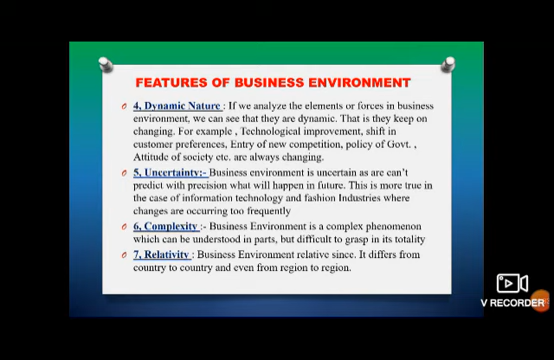 FEATURES OF BUSINESS ENVIRONMENT
4, Dynamic Nature : If we analyze the elements or forces in business
environment, we can see that they are dynamic. That is they keep on
changing. For example , Technological improvement, shift in
customer preferences, Entry of new competition, policy of Govt. ,
Attitude of society etc. are always changing.
5, Uncertainty:- Business environment is uncertain as are can't
predict with precision what will happen in future. This is more true in
the case of information technology and fashion Industries where
changes are occurring too frequently
6, Complexity :- Business Environment is a complex phenomenon
which can be understood in parts, but difficult to grasp in its totality
7, Relativity : Business Environment relative since. It differs from
country to country and even from region to region.
V RECORDER